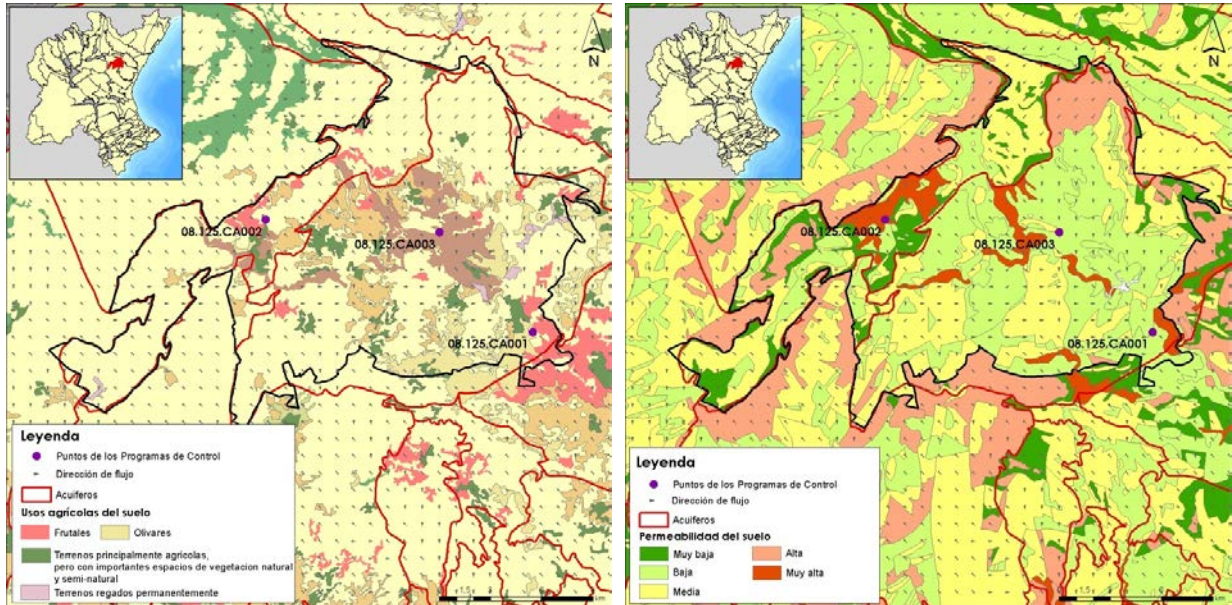 N
08.125.CA002
08.125.CA003
08.125.CA001
Leyenda
Puntos de los Programas de Control
Dirección de flujo
Acuíferos
Usos agrícolas del suelo
Frutales
Olivares
Terrenos principalmente agrícolas,
pero con importantes espacios de vegetacion natural
y semi-natural
Terrenos regados permanentemente
N
08.125.CA002
08.125.CA003
08.125.CA001
Leyenda
Puntos de los Programas de Control
Dirección de flujo
Acuíferos
Permeabilidad del suelo
Muy baja
Alta
Baja
Muy alta
Media